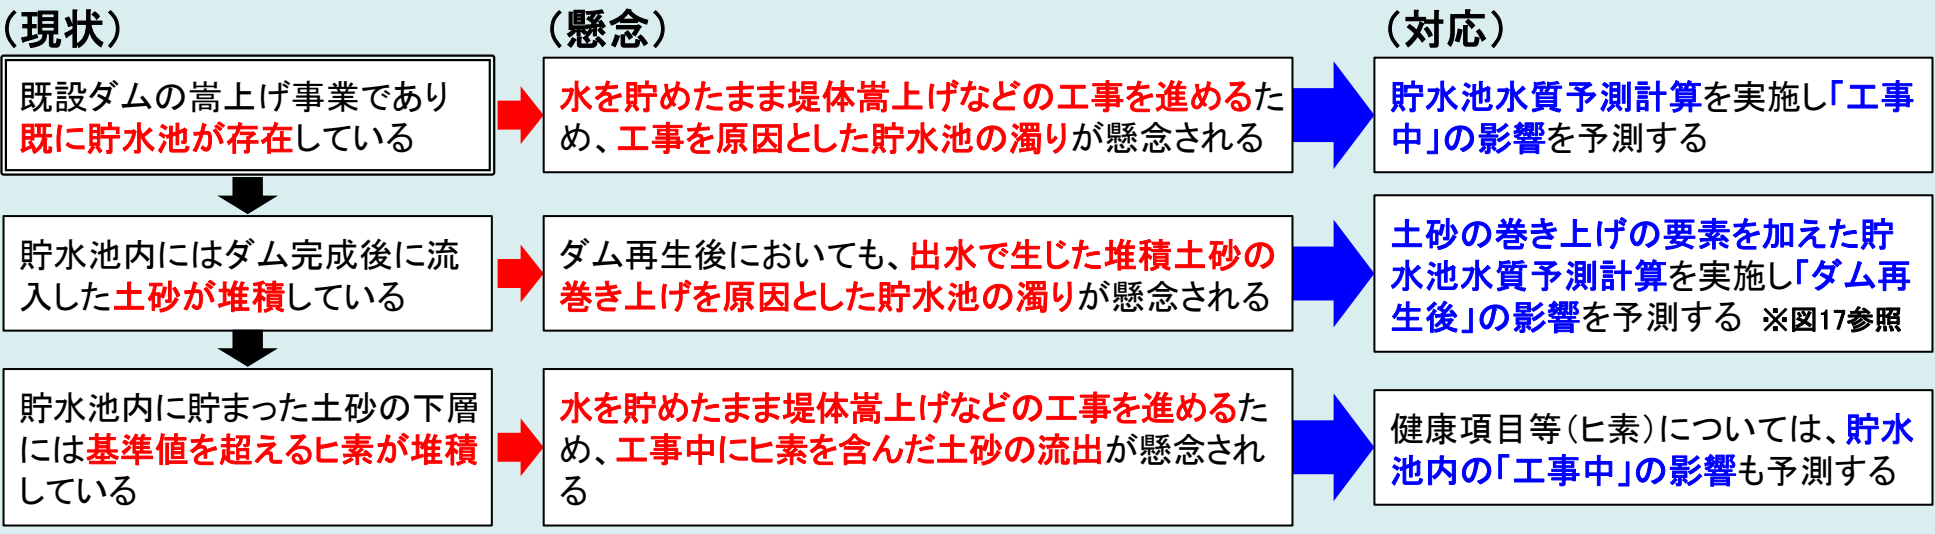 （現状）
（懸念）
（対応）
既設ダムの嵩上げ事業であり
既に貯水池が存在している
水を貯めたまま堤体嵩上げなどの工事を進めるた
め、工事を原因とした貯水池の濁りが懸念される
貯水池水質予測計算を実施し「工事
中」の影響を予測する
貯水池内にはダム完成後に流
入した土砂が堆積している
ダム再生後においても、出水で生じた堆積土砂の
巻き上げを原因とした貯水池の濁りが懸念される
土砂の巻き上げの要素を加えた貯
水池水質予測計算を実施し「ダム再
生後」の影響を予測する ※図17参照
貯水池内に貯まった土砂の下層
には基準値を超えるヒ素が堆積
している
水を貯めたまま堤体嵩上げなどの工事を進めるた
め、工事中にヒ素を含んだ土砂の流出が懸念され
る
健康項目等（ヒ素）については、貯水
池内の「工事中」の影響も予測する